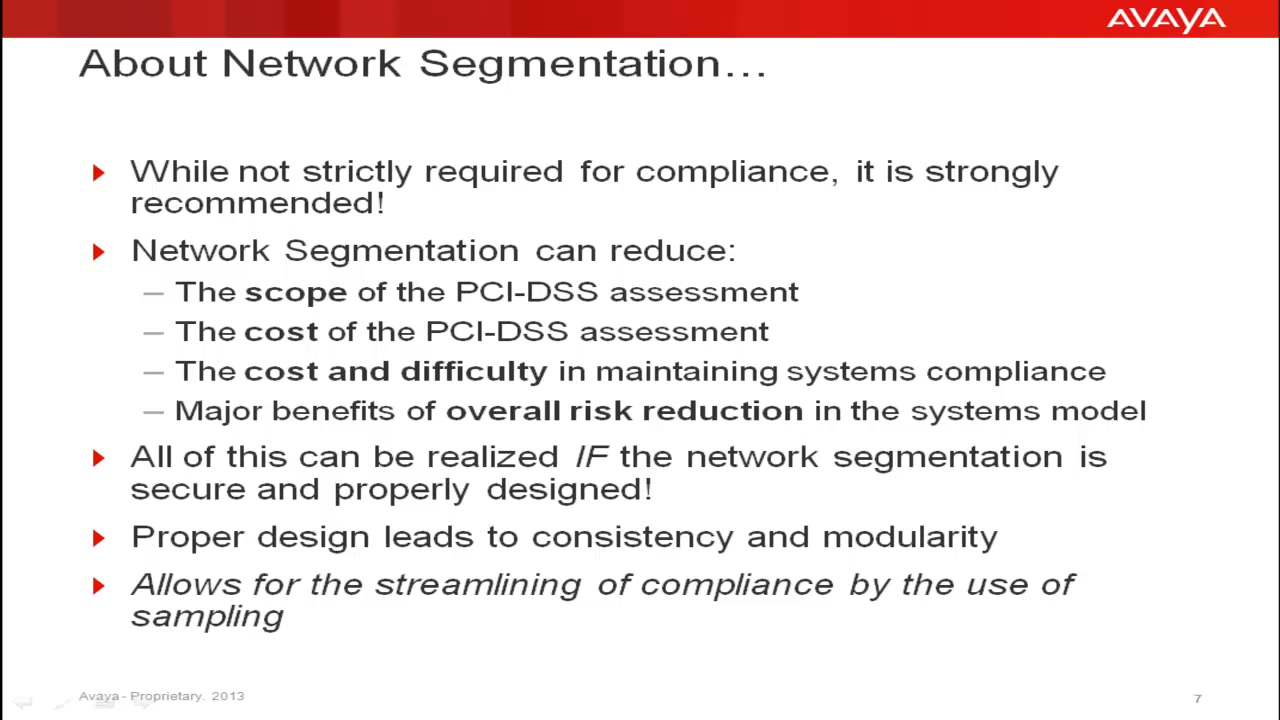 AVAYA
About Network Segmentation...
While not strictly required for compliance, it is strongly
recommended!
Network Segmentation can reduce:
– The scope of the PCI-DSS assessment
– The cost of the PCI-DSS assessment
– The cost and difficulty in maintaining systems compliance
– Major benefits of overall risk reduction in the systems model
All of this can be realized IF the network segmentation is
secure and properly designed!
Proper design leads to consistency and modularity
Allows for the streamlining of compliance by the use of
sampling
Avaya - Proprietary. 2013
7